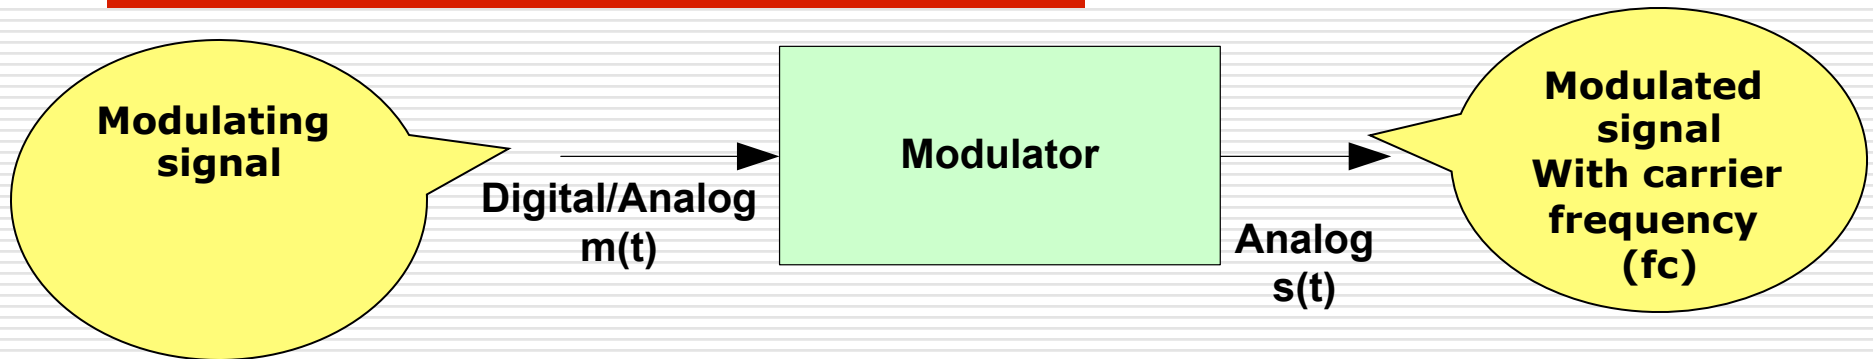 Modulating
signal
Digital/Analog
m(t)
Modulator
Analog
s(t)
Modulated
signal
With carrier
frequency
(fc)